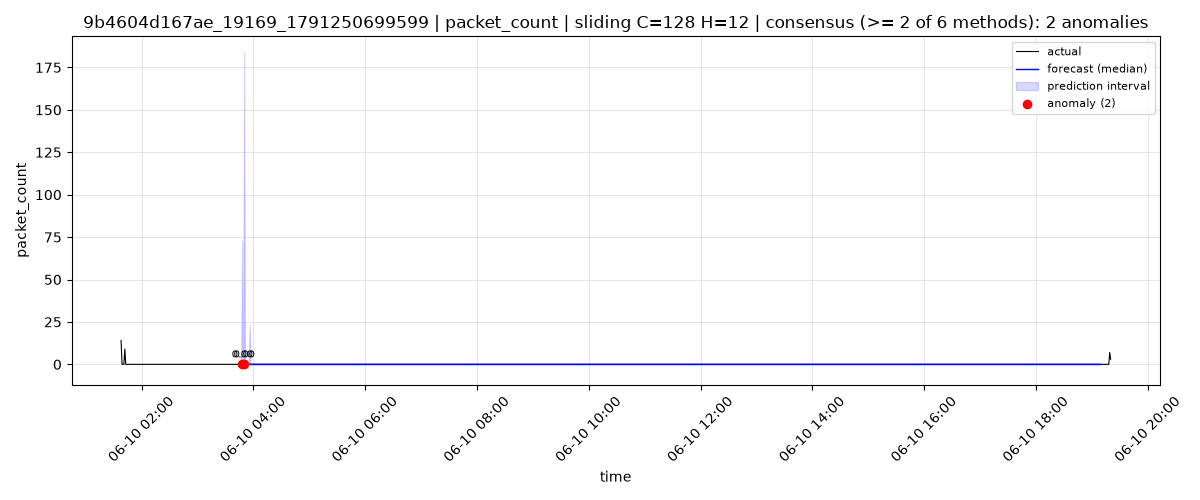 9b4604d167ae_19169_1791250699599 | packet_count | sliding C=128 H=12 | consensus (>= 2 of 6 methods): 2 anomalies
actual
forecast (median)
prediction interval
anomaly (2)
packet_count
175
150
125
100
75
50
25
0
06-10 02:00
06-10 04:00
06-10 06:00
06-10 08:00
06-10 10:00
06-10 12:00
06-10 14:00
06-10 16:00
06-10 18:00
06-10 20:00
time